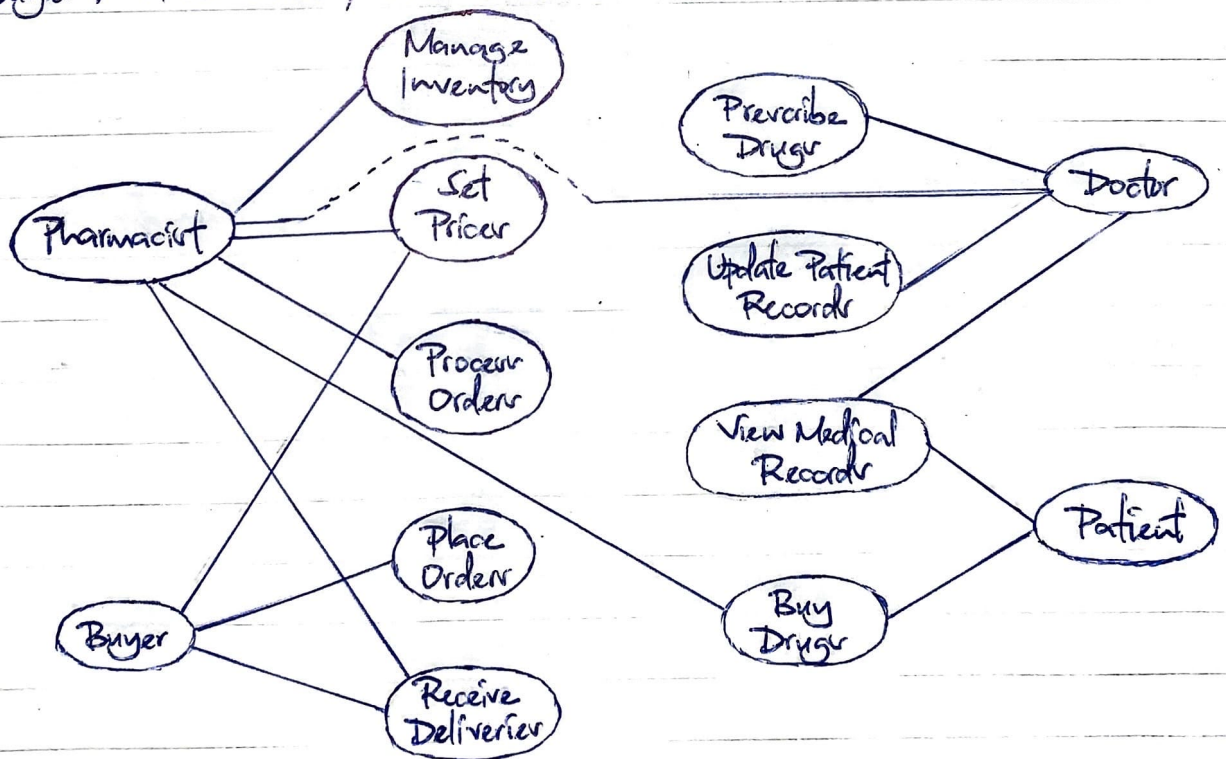 Manage
Inventory
Prescribe
Drugs
Set
Prices
Doctor
Pharmacist
Update Patient
Records
Process
Orders
View Medical
Records
Patient
Place
Orders
Buy
Drugs
Buyer
Receive
Deliveries